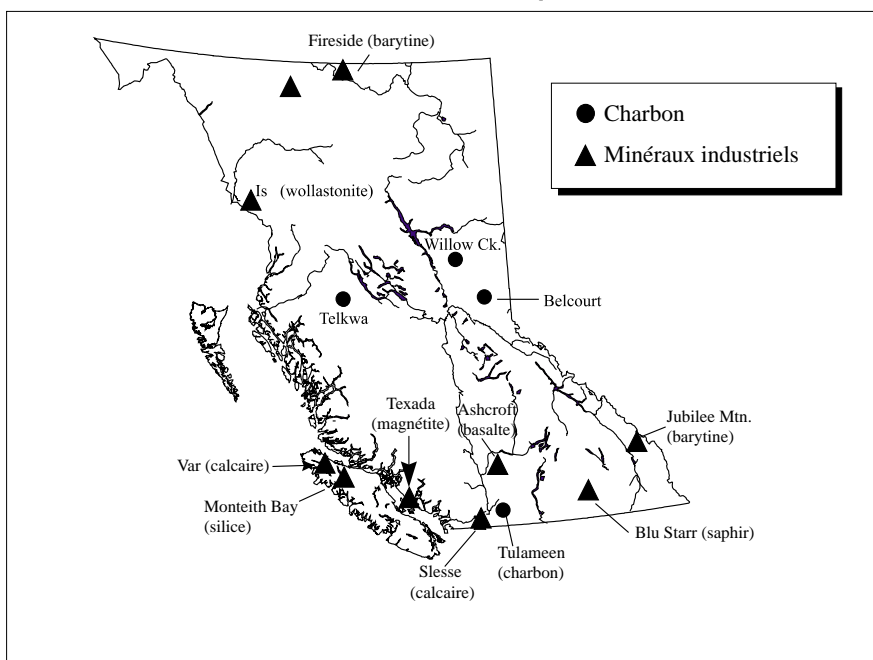 Fireside (barytine)
Charbon
Minéraux industriels
Is (wollastonite)
Willow Ck.
Belcourt
Telkwa
Texada
(magnétite)
Ashcroft
(basalte)
Jubilee Mtn.
(barytine)
Var (calcaire)
Monteith Bay
(silice)
Blu Starr (saphir)
Tulameen
(charbon)
Slesse
(calcaire)